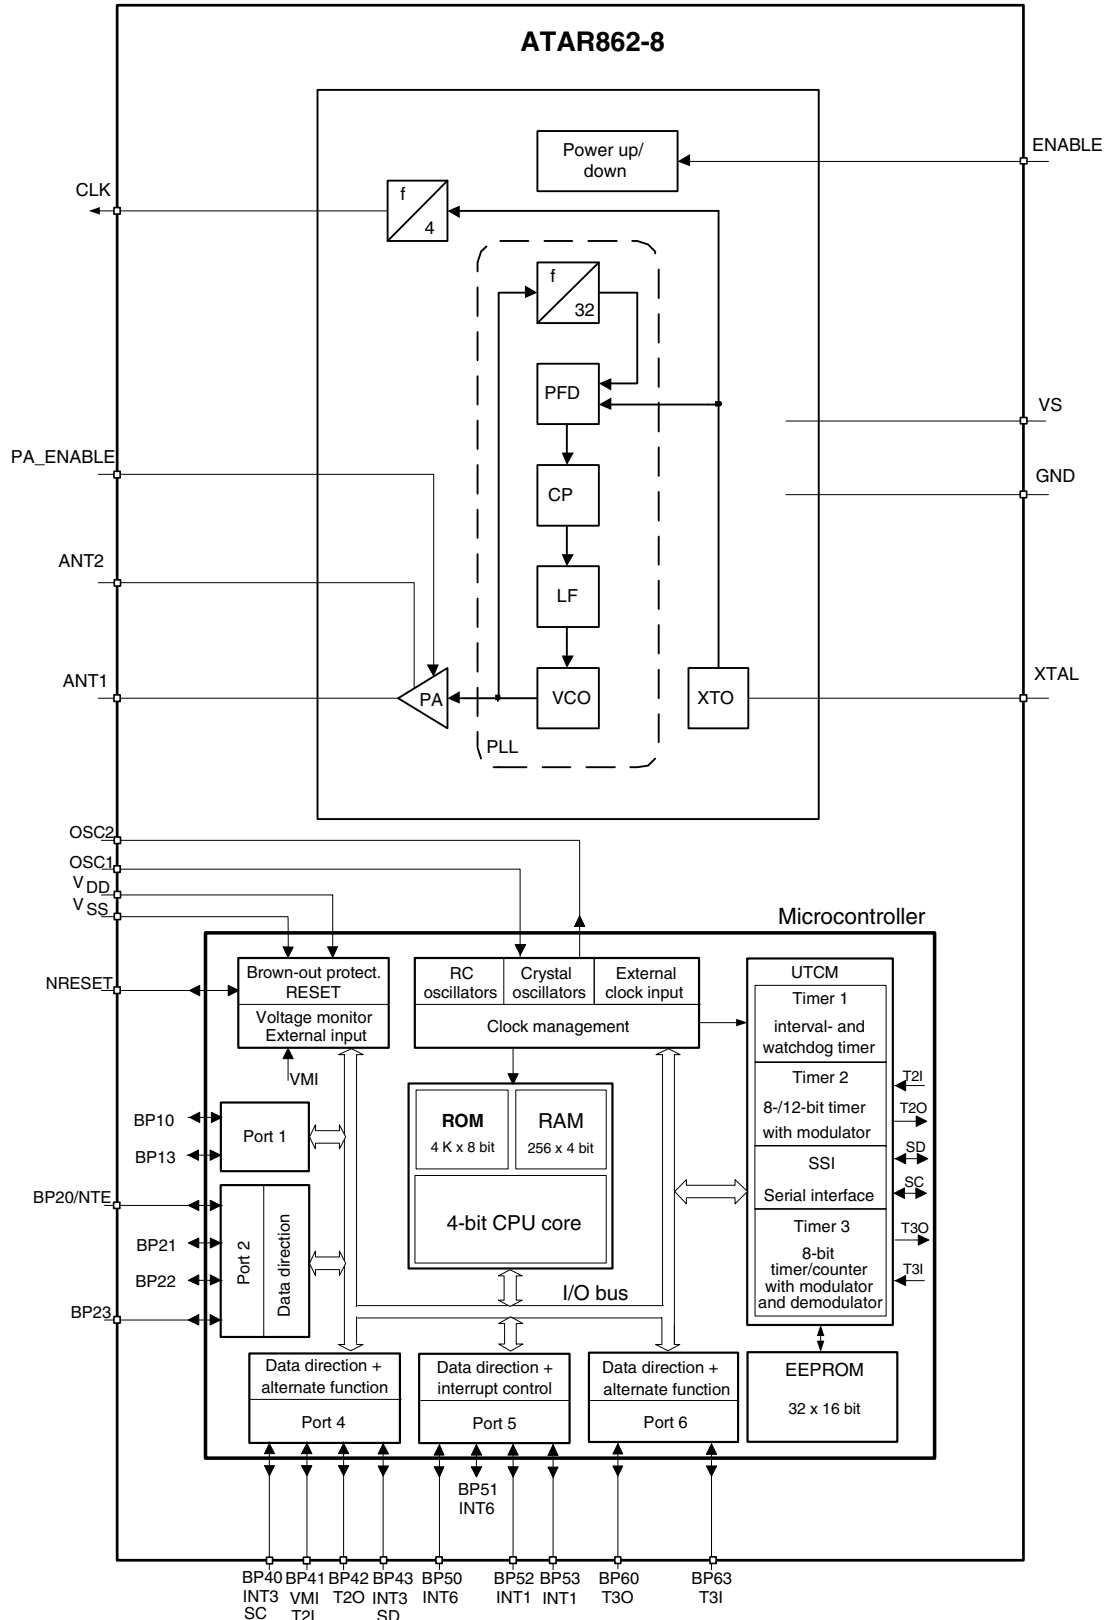 ATAR862-8
Power up/
down
ENABLE
CLK
f
4
f
32
PFD
VS
PA_ENABLE
GND
CP
ANT2
LF
ANT1
PA
VCO
XTO
XTAL
PLL
OSC2
OSC1
V DD
V SS
Microcontroller
NRESET
Brown-out protect.
RESET
Voltage monitor
External input
VMI
RC
oscillators
Crystal
oscillators
External
clock input
Clock management
UTCM
Timer 1
interval- and
watchdog timer
Timer 2
8-/12-bit timer
with modulator
SSI
Serial interface
Timer 3
8-bit
timer/counter
with modulator
and demodulator
T2I
T2O
SD
SC
T3O
T3I
ROM
4 K x 8 bit
RAM
256 x 4 bit
4-bit CPU core
I/O bus
BP10
BP13
Port 1
BP20/NTE
BP21
BP22
BP23
Port 2
Data direction
Data direction +
alternate function
Port 4
Data direction +
interrupt control
Port 5
Data direction +
alternate function
Port 6
EEPROM
32 x 16 bit
BP51
INT6
BP40
INT3
SC
BP41
VMI
T2I
BP42
T2O
BP43
INT3
SD
BP50
INT6
BP52
INT1
BP53
INT1
BP60
T3O
BP63
T3I